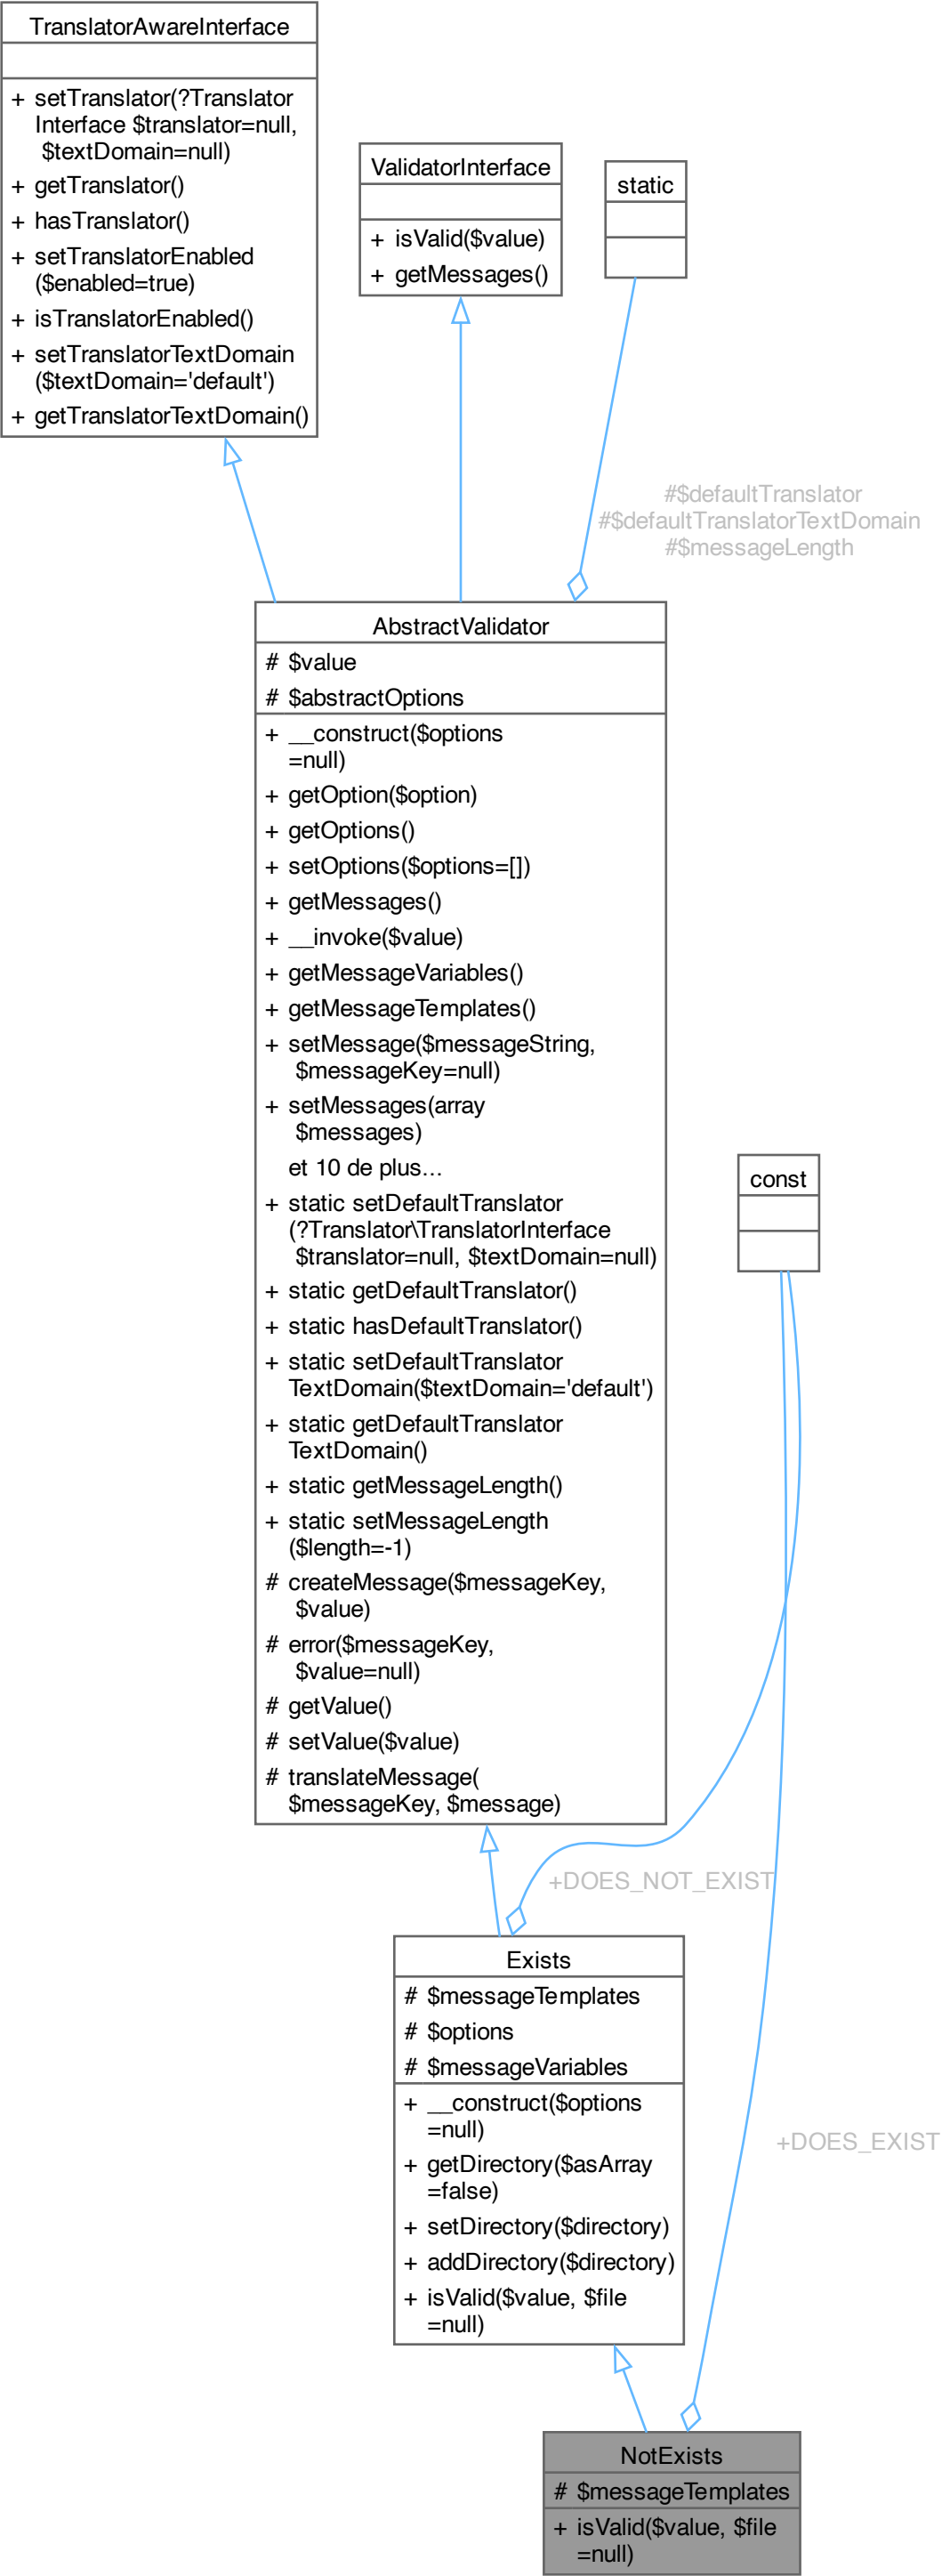 TranslatorAwareInterface
+ setTranslator(?Translator
Interface $translator=null,
$textDomain=null)
+ getTranslator()
+ hasTranslator()
+ setTranslatorEnabled
($enabled=true)
+ isTranslatorEnabled()
+ setTranslatorTextDomain
($textDomain='default')
+ getTranslatorTextDomain()
ValidatorInterface
+ isValid($value)
+ getMessages()
static
#$defaultTranslator
#$defaultTranslatorTextDomain
#$messageLength
AbstractValidator
# $value
# $abstractOptions
+ __construct($options
=null)
+ getOption($option)
+ getOptions()
+ setOptions($options=[])
+ getMessages()
+ __invoke($value)
+ getMessageVariables()
+ getMessageTemplates()
+ setMessage($messageString,
$messageKey=null)
+ setMessages(array
$messages)
et 10 de plus...
+ static setDefaultTranslator
(?Translator\TranslatorInterface
$translator=null, $textDomain=null)
+ static getDefaultTranslator()
+ static hasDefaultTranslator()
+ static setDefaultTranslator
TextDomain($textDomain='default')
+ static getDefaultTranslator
TextDomain()
+ static getMessageLength()
+ static setMessageLength
($length=-1)
# createMessage($messageKey,
$value)
# error($messageKey,
$value=null)
# getValue()
# setValue($value)
# translateMessage(
$messageKey, $message)
const
+DOES_NOT_EXIST
Exists
# $messageTemplates
# $options
# $messageVariables
+ __construct($options
=null)
+ getDirectory($asArray
=false)
+ setDirectory($directory)
+ addDirectory($directory)
+ isValid($value, $file
=null)
+DOES_EXIST
NotExists
# $messageTemplates
+ isValid($value, $file
=null)